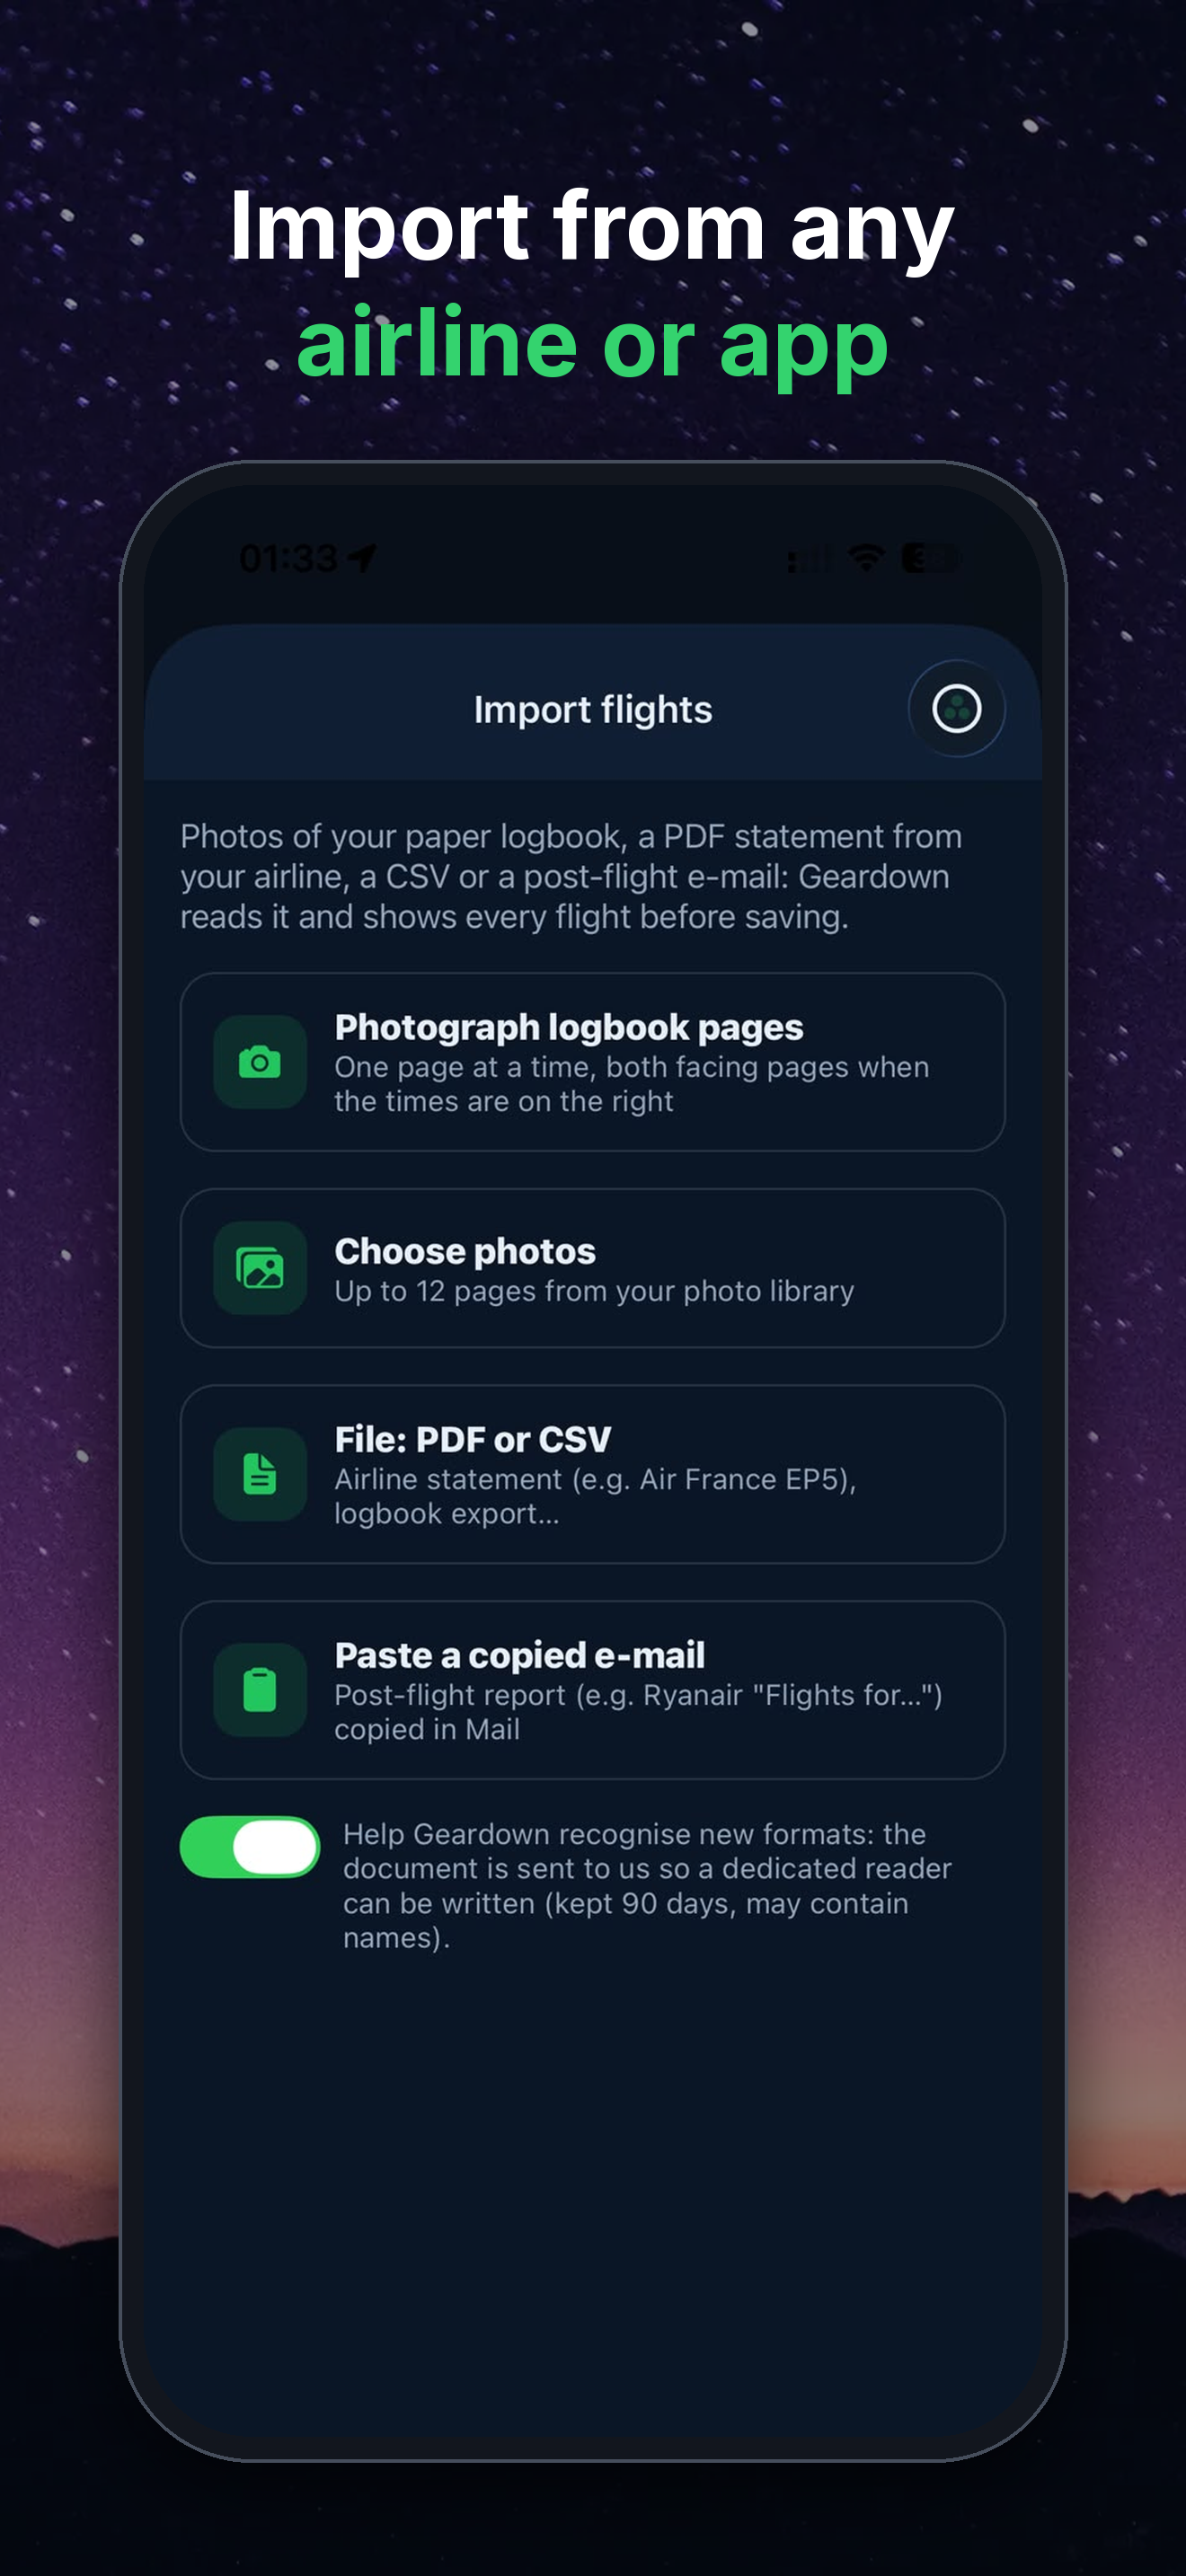 Import from any
airline or app
01:33
Import flights
Photos of your paper logbook, a PDF statement from
your airline, a CSV or a post-flight e-mail: Geardown
reads it and shows every flight before saving.
Photograph logbook pages
One page at a time, both facing pages when
the times are on the right
Choose photos
Up to 12 pages from your photo library
File: PDF or CSV
Airline statement (e.g. Air France EP5),
logbook export...
Paste a copied e-mail
Post-flight report (e.g. Ryanair "Flights for...")
copied in Mail
Help Geardown recognise new formats: the
document is sent to us so a dedicated reader
can be written (kept 90 days, may contain
names).